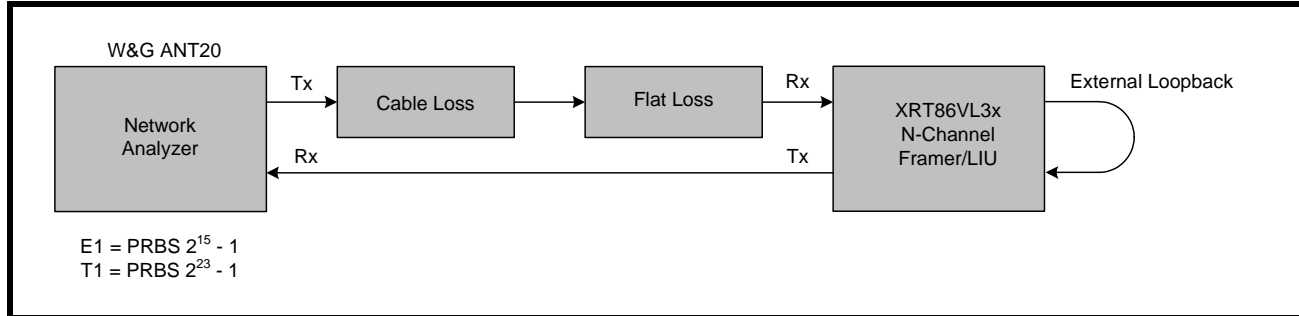 W&G ANT20
Network
Analyzer
Tx
Cable Loss
Flat Loss
Rx
XRT86VL3x
N-Channel
Framer/LIU
External Loopback
Rx
Tx
E1 = PRBS 2^15 - 1
T1 = PRBS 2^23 - 1